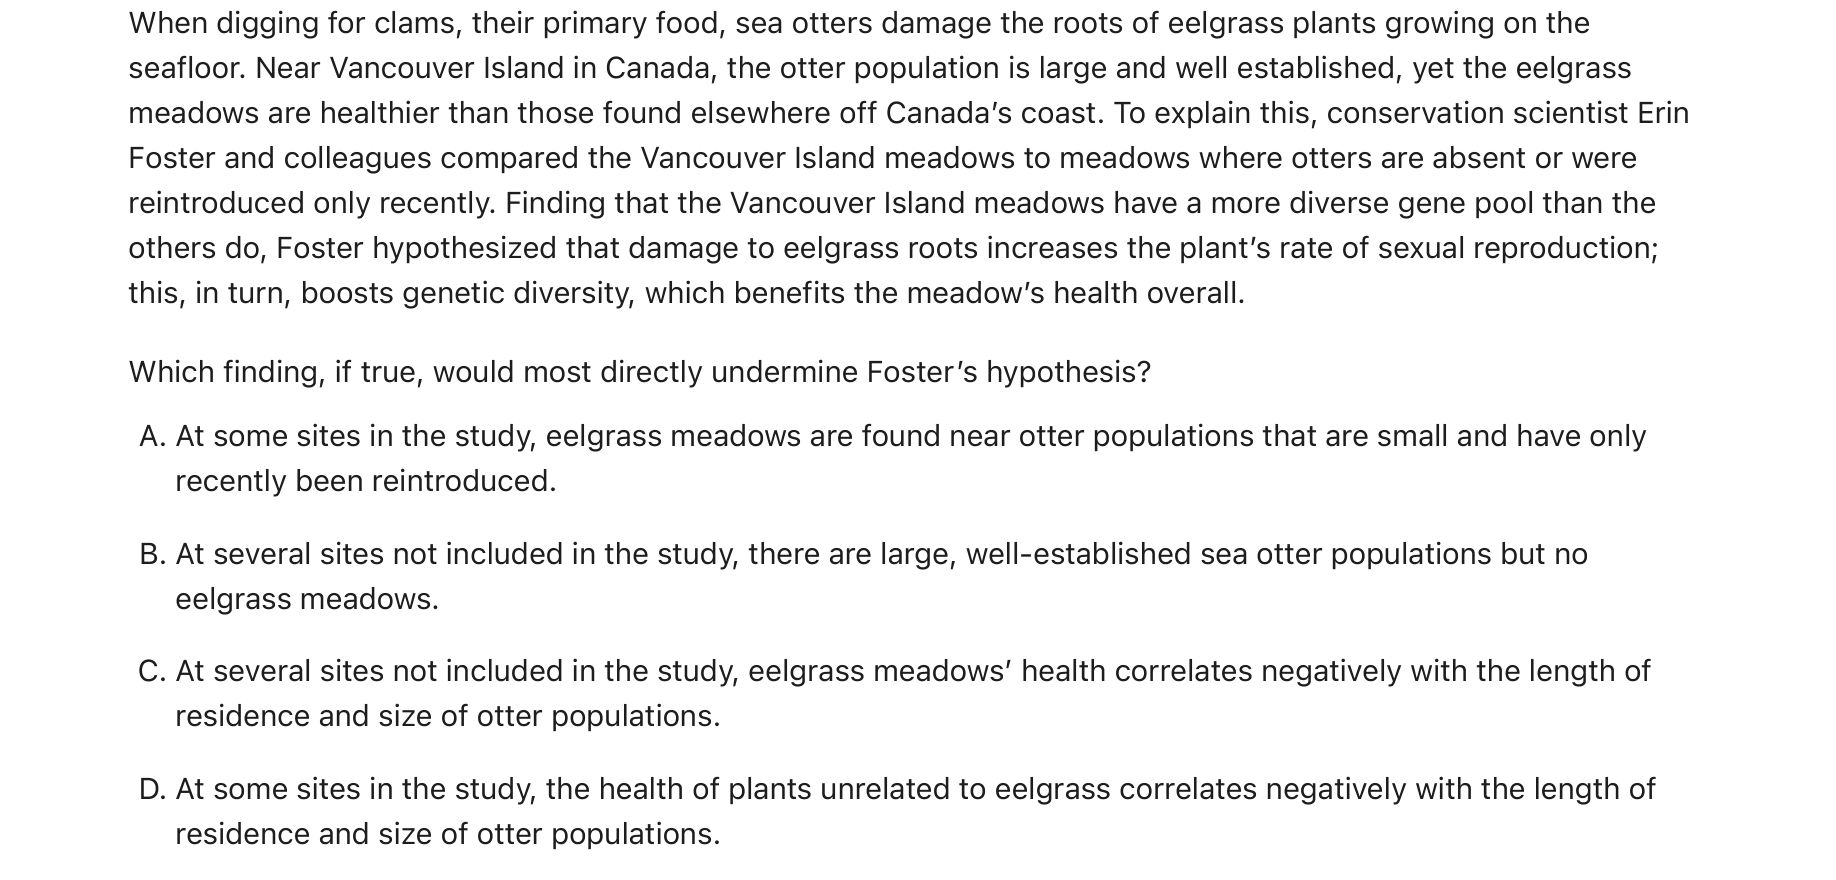 When digging for clams, their primary food, sea otters damage the roots of eelgrass plants growing on the
seafloor. Near Vancouver Island in Canada, the otter population is large and well established, yet the eelgrass
meadows are healthier than those found elsewhere off Canada’s coast. To explain this, conservation scientist Erin
Foster and colleagues compared the Vancouver Island meadows to meadows where otters are absent or were
reintroduced only recently. Finding that the Vancouver Island meadows have a more diverse gene pool than the
others do, Foster hypothesized that damage to eelgrass roots increases the plant’s rate of sexual reproduction;
this, in turn, boosts genetic diversity, which benefits the meadow’s health overall.
Which finding, if true, would most directly undermine Foster’s hypothesis?
A. At some sites in the study, eelgrass meadows are found near otter populations that are small and have only
recently been reintroduced.
B. At several sites not included in the study, there are large, well-established sea otter populations but no
eelgrass meadows.
C. At several sites not included in the study, eelgrass meadows’ health correlates negatively with the length of
residence and size of otter populations.
D. At some sites in the study, the health of plants unrelated to eelgrass correlates negatively with the length of
residence and size of otter populations.